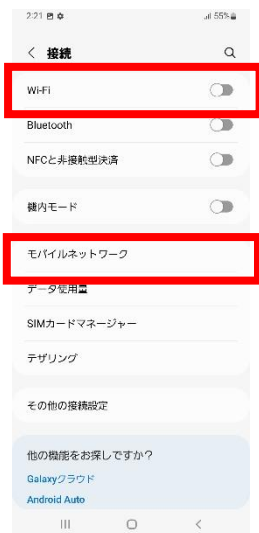 2:21 55%
接続
Wi-Fi
Bluetooth
NFCと非接触型決済
機内モード
モバイルネットワーク
データ使用量
SIMカードマネージャー
テザリング
その他の接続設定
他の機能をお探しですか？
Galaxyクラウド
Android Auto